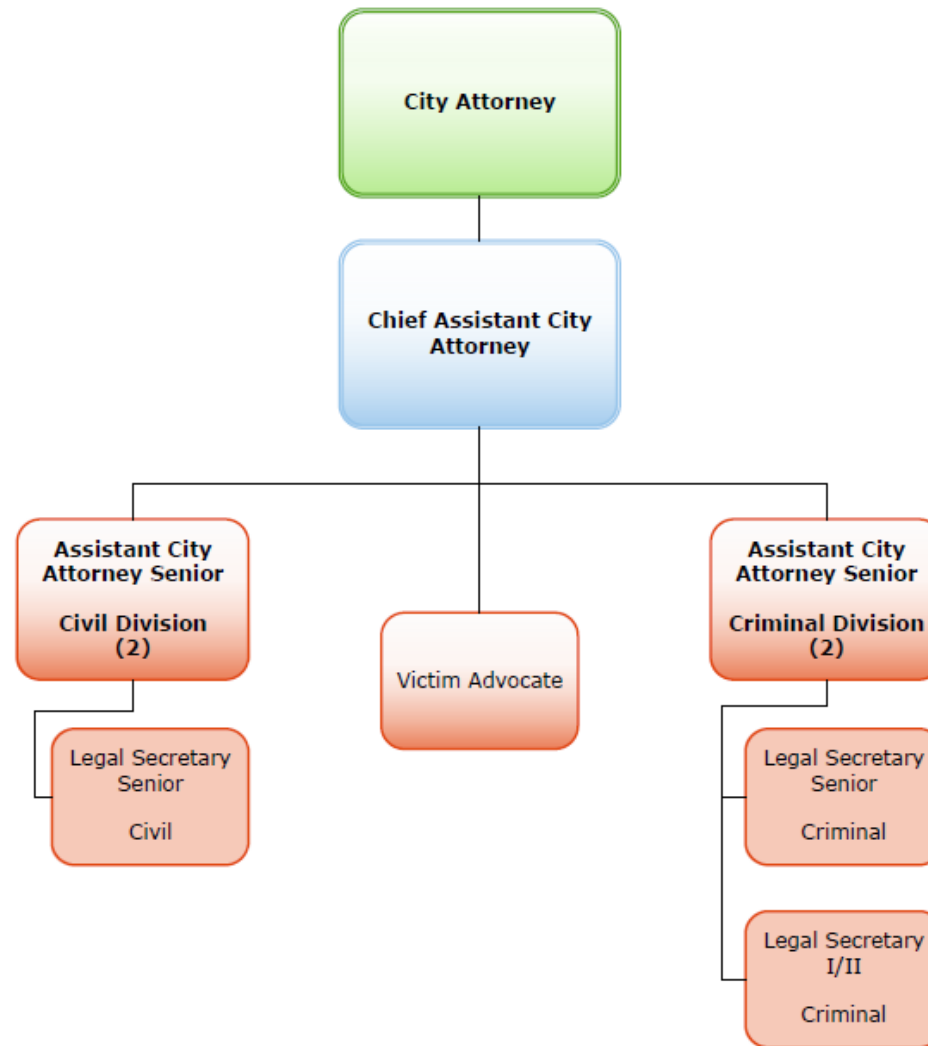 City Attorney
Chief Assistant City
Attorney
Assistant City
Attorney Senior
Civil Division
(2)
Legal Secretary
Senior
Civil
Victim Advocate
Assistant City
Attorney Senior
Criminal Division
(2)
Legal Secretary
Senior
Criminal
Legal Secretary
I/II
Criminal